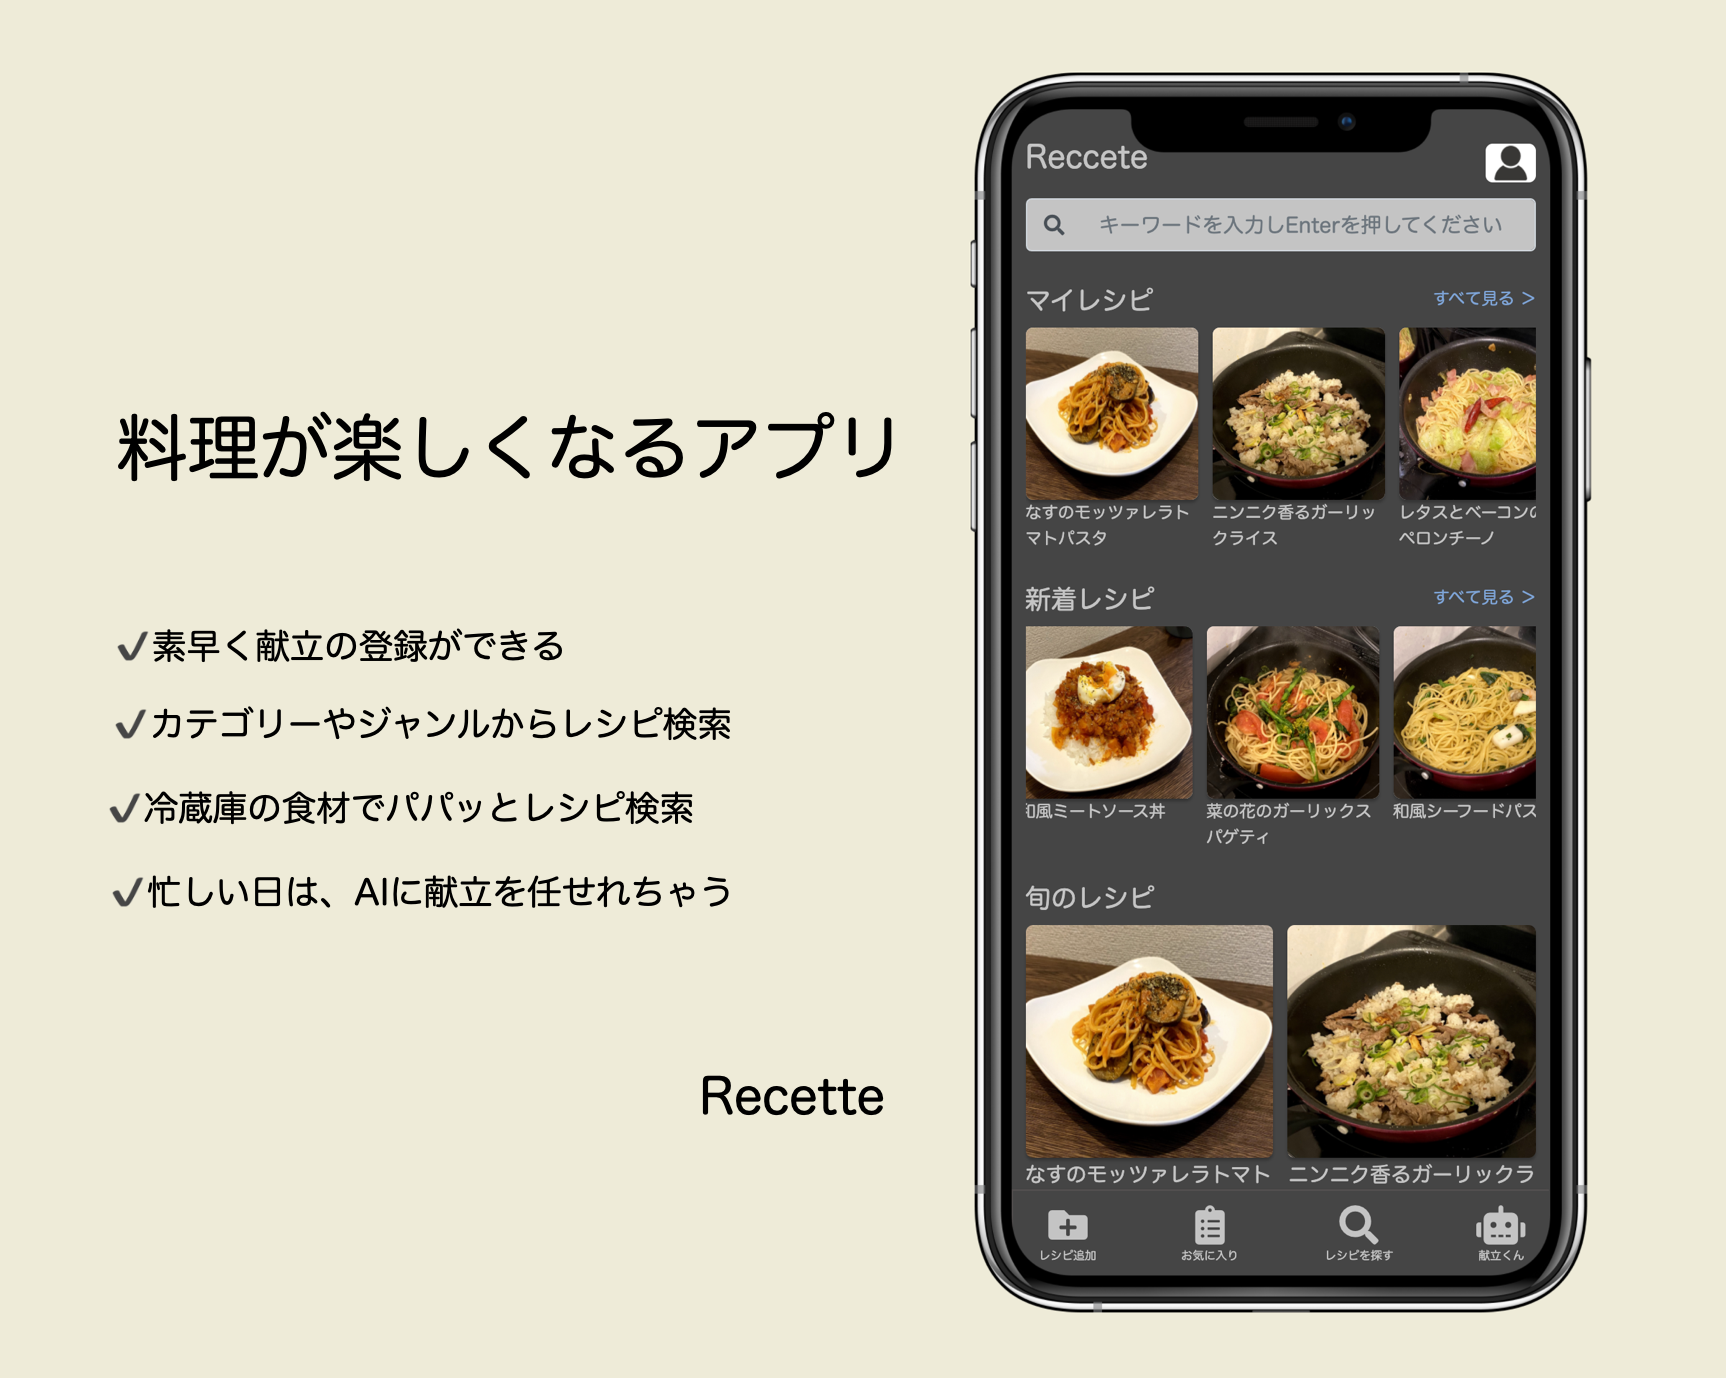 料理が楽しくなるアプリ
素早く献立の登録ができる
カテゴリーやジャンルからレシピ検索
冷蔵庫の食材でパパッとレシピ検索
忙しい日は、AIに献立を任せれちゃう
Recette
Reccete
キーワードを入力しEnterを押してください
マイレシピ
すべて見る >
なすのモッツァレラト
マトパスタ
ニンニク香るガーリッ
クライス
レタスとベーコンの
ペロンチーノ
新着レシピ
すべて見る >
和風ミートソース丼
菜の花のガーリックス
パゲティ
和風シーフードパス
旬のレシピ
なすのモッツァレラトマト
ニンニク香るガーリックラ
レシピ追加
お気に入り
レシピを探す
献立くん